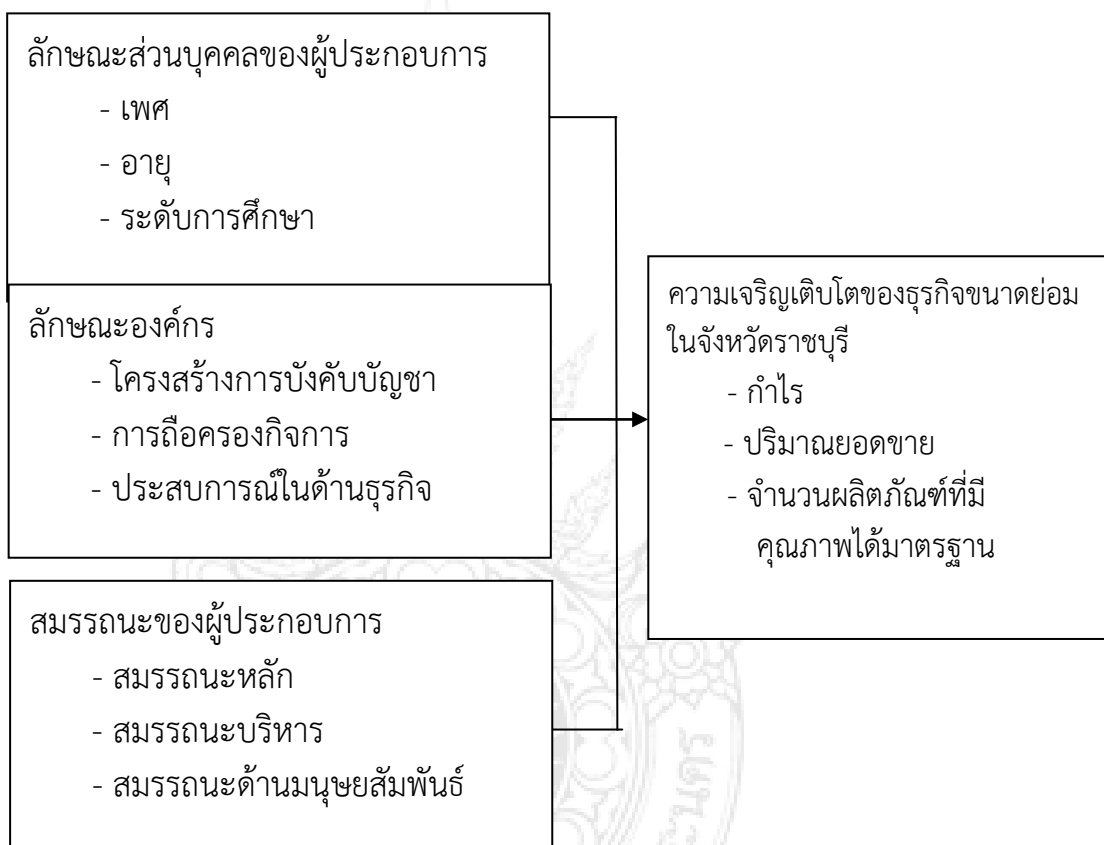 ลักษณะส่วนบุคคลของผู้ประกอบการ
- เพศ
- อายุ
- ระดับการศึกษา
ลักษณะองค์กร
- โครงสร้างการบังคับบัญชา
- การถือครองกิจการ
- ประสบการณ์ในด้านธุรกิจ
สมรรถนะของผู้ประกอบการ
- สมรรถนะหลัก
- สมรรถนะบริหาร
- สมรรถนะด้านมนุษยสัมพันธ์
ความเจริญเติบโตของธุรกิจขนาดย่อม
ในจังหวัดราชบุรี
- กำไร
- ปริมาณยอดขาย
- จำนวนผลิตภัณฑ์ที่มี
คุณภาพได้มาตรฐาน